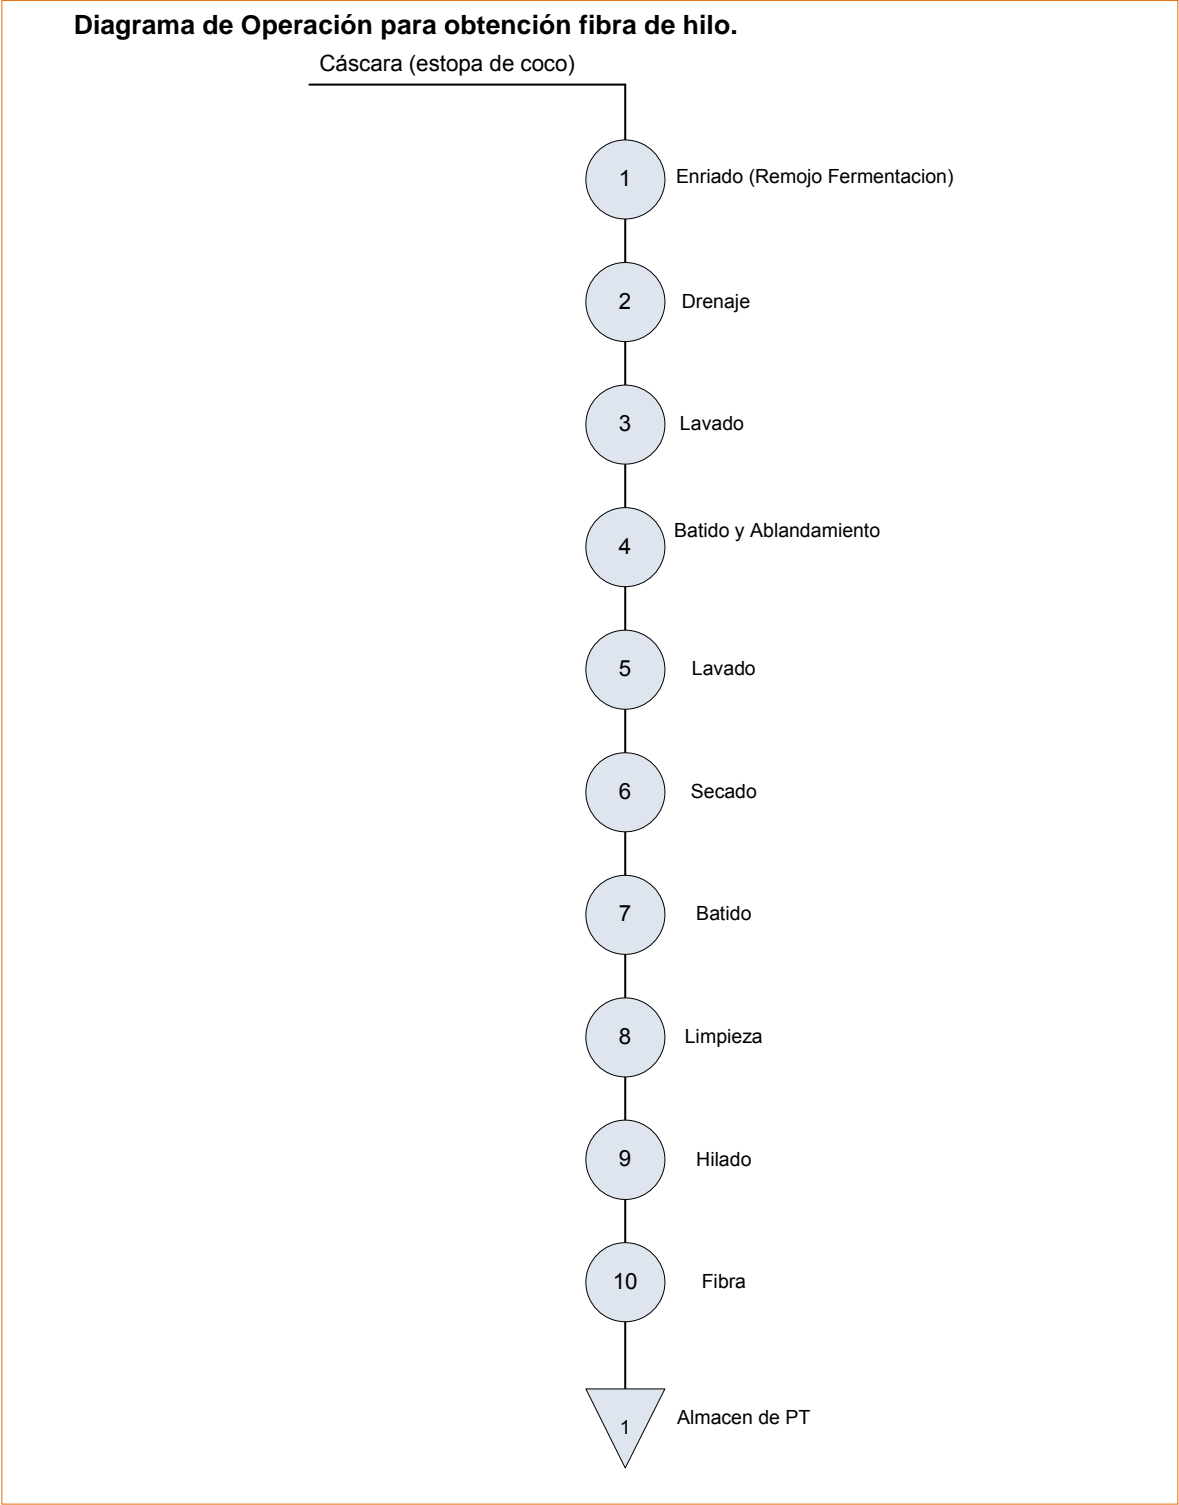 Diagrama de Operación para obtención fibra de hilo.
Cáscara (estopa de coco)
1
Enriado (Remojo Fermentacion)
2
Drenaje
3
Lavado
4
Batido y Ablandamiento
5
Lavado
6
Secado
7
Batido
8
Limpieza
9
Hilado
10
Fibra
1
Almacen de PT